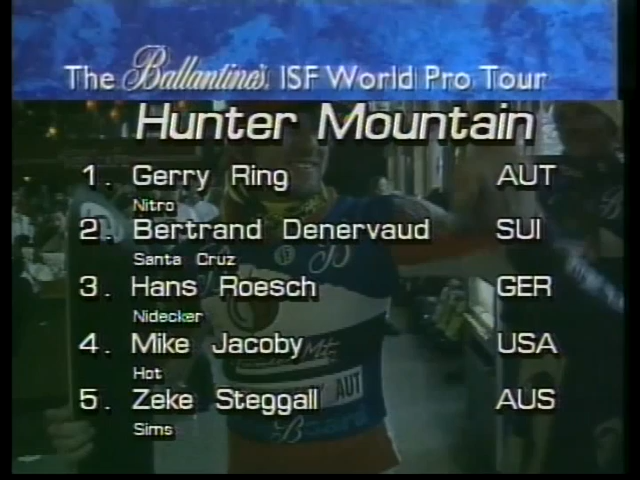 The Ballantine's ISF World Pro Tour
Hunter Mountain
1. Gerry Ring AUT
Nitro
2. Bertrand Denervaud SUI
Santa Cruz
3. Hans Roesch GER
Nidecker
4. Mike Jacoby USA
Hot
5. Zeke Steggall AUS
Sims
AUT